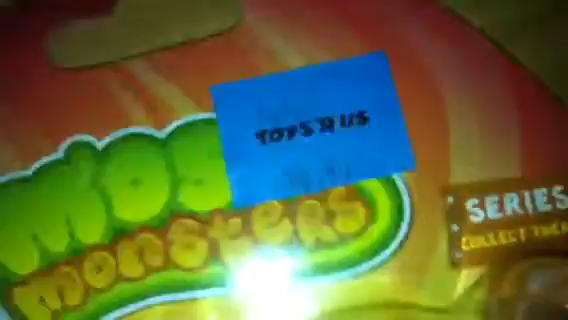 TOYS R US
MOS
monsteRs
SERIES
COLLECT THEM